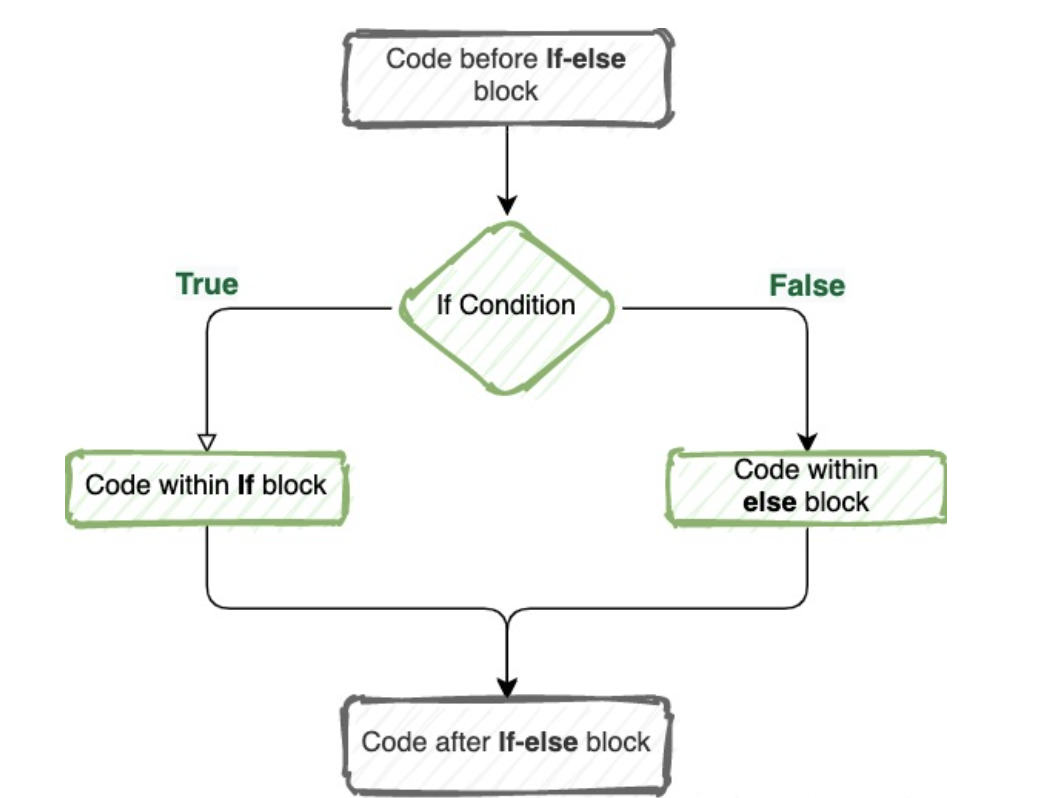 Code before If-else
block
True
If Condition
False
Code within If block
Code within
else block
Code after If-else block